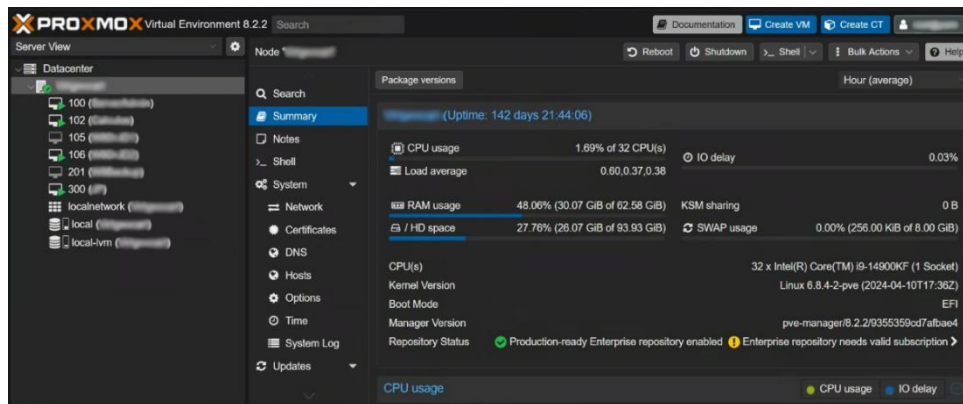 PROXMOX Virtual Environment 8.2.2 Search
Documentation Create VM Create CT
Server View
Node "
Reboot Shutdown >_ Shell Bulk Actions Help
Datacenter
100 (
102 (
105 (
106 (
201 (
300 (
localnetwork (
local (
local-lvm (
Search
Summary
Notes
>_ Shell
System
Network
Certificates
DNS
Hosts
Options
Time
System Log
Updates
Package versions
Hour (average)
(Uptime: 142 days 21:44:06)
CPU usage 1.69% of 32 CPU(s)
IO delay 0.03%
Load average 0.60,0.37,0.38
RAM usage 48.06% (30.07 GiB of 62.58 GiB)
KSM sharing 0 B
/ HD space 27.76% (26.07 GiB of 93.93 GiB)
SWAP usage 0.00% (256.00 KiB of 8.00 GiB)
CPU(s) 32 x Intel(R) Core(TM) i9-14900KF (1 Socket)
Kernel Version Linux 6.8.4-2-pve (2024-04-10T17:36Z)
Boot Mode EFI
Manager Version pve-manager/8.2.2/9355359cd7afbae4
Repository Status Production-ready Enterprise repository enabled Enterprise repository needs valid subscription
CPU usage
CPU usage IO delay